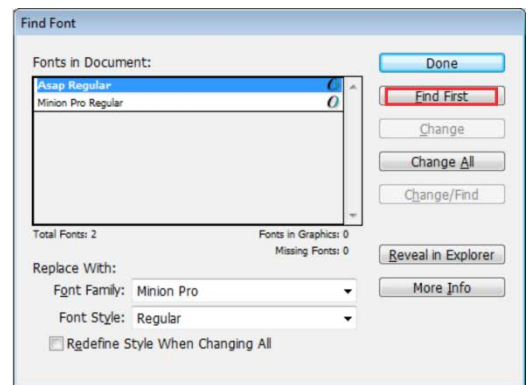 Find Font
Fonts in Document:
Asap Regular
Minion Pro Regular
Total Fonts: 2
Fonts in Graphics: 0
Missing Fonts: 0
Replace With:
Font Family: Minion Pro
Font Style: Regular
Redefine Style When Changing All
Done
Find First
Change
Change All
Change/Find
Reveal in Explorer
More Info